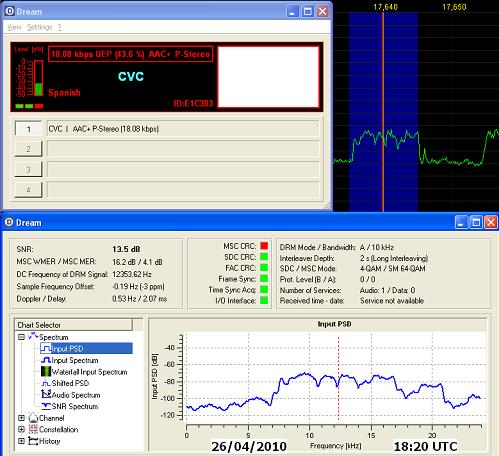 Dream
17,640 17,650
View Settings ?
Level [dB] 18.08 kbps UEP (43.6 %) AAC+ P-Stereo
0
-10
-20
-30
-40
-50
CVC
Spanish
ID:E1C303
1 CVC | AAC+ P-Stereo (18.08 kbps)
2
3
4
Dream
SNR: 13.5 dB
MSC WMER / MSC MER: 16.2 dB / 4.1 dB
DC Frequency of DRM Signal: 12353.62 Hz
Sample Frequency Offset: -0.19 Hz (-3 ppm)
Doppler / Delay: 0.53 Hz / 2.07 ms
MSC CRC:
SDC CRC:
FAC CRC:
Frame Sync:
Time Sync Acq:
I/O Interface:
DRM Mode / Bandwidth: A / 10 kHz
Interleaver Depth: 2 s (Long Interleaving)
SDC / MSC Mode: 4-QAM / SM 64-QAM
Prot. Level (B / A): 0 / 0
Number of Services: Audio: 1 / Data: 0
Received time - date: Service not available
Chart Selector
Spectrum
Input PSD
Input Spectrum
Waterfall Input Spectrum
Shifted PSD
Audio Spectrum
SNR Spectrum
Channel
Constellation
History
Input PSD
Input PSD [dB]
-40
-60
-80
-100
-120
0 5 10 15 20
Frequency [kHz]
26/04/2010 18:20 UTC